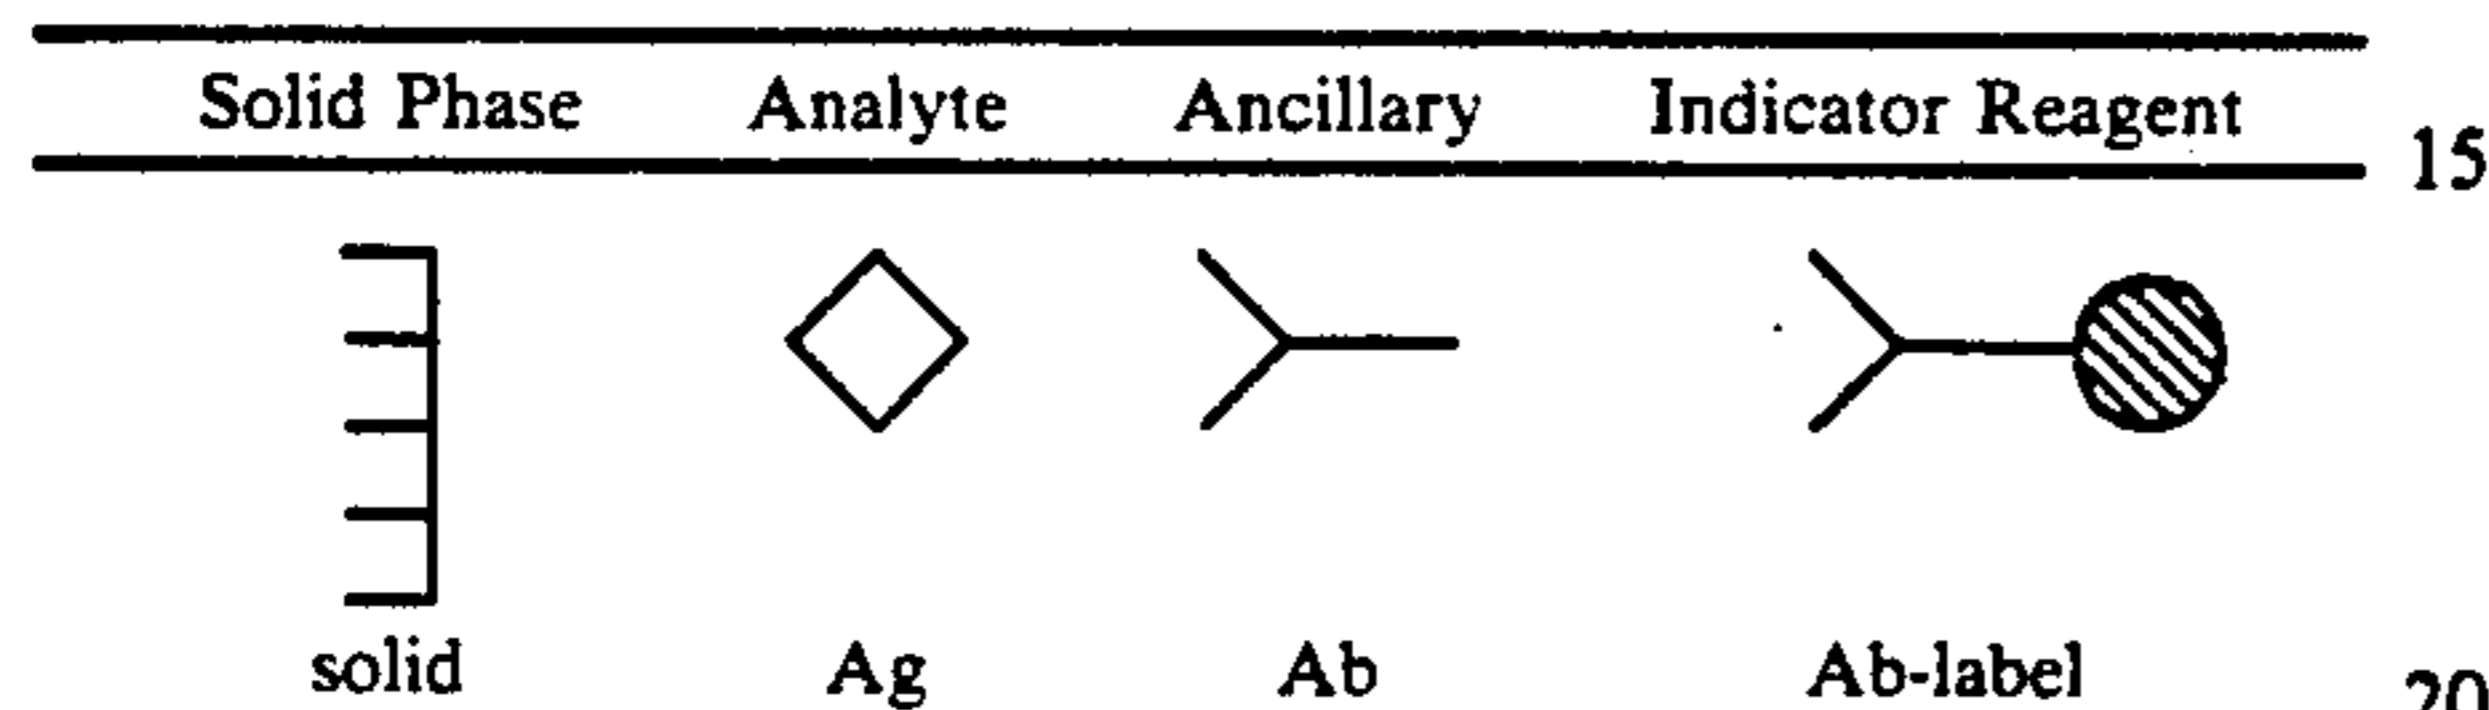 Solid Phase Analyte Ancillary Indicator Reagent
15
solid Ag Ab Ab-label
20